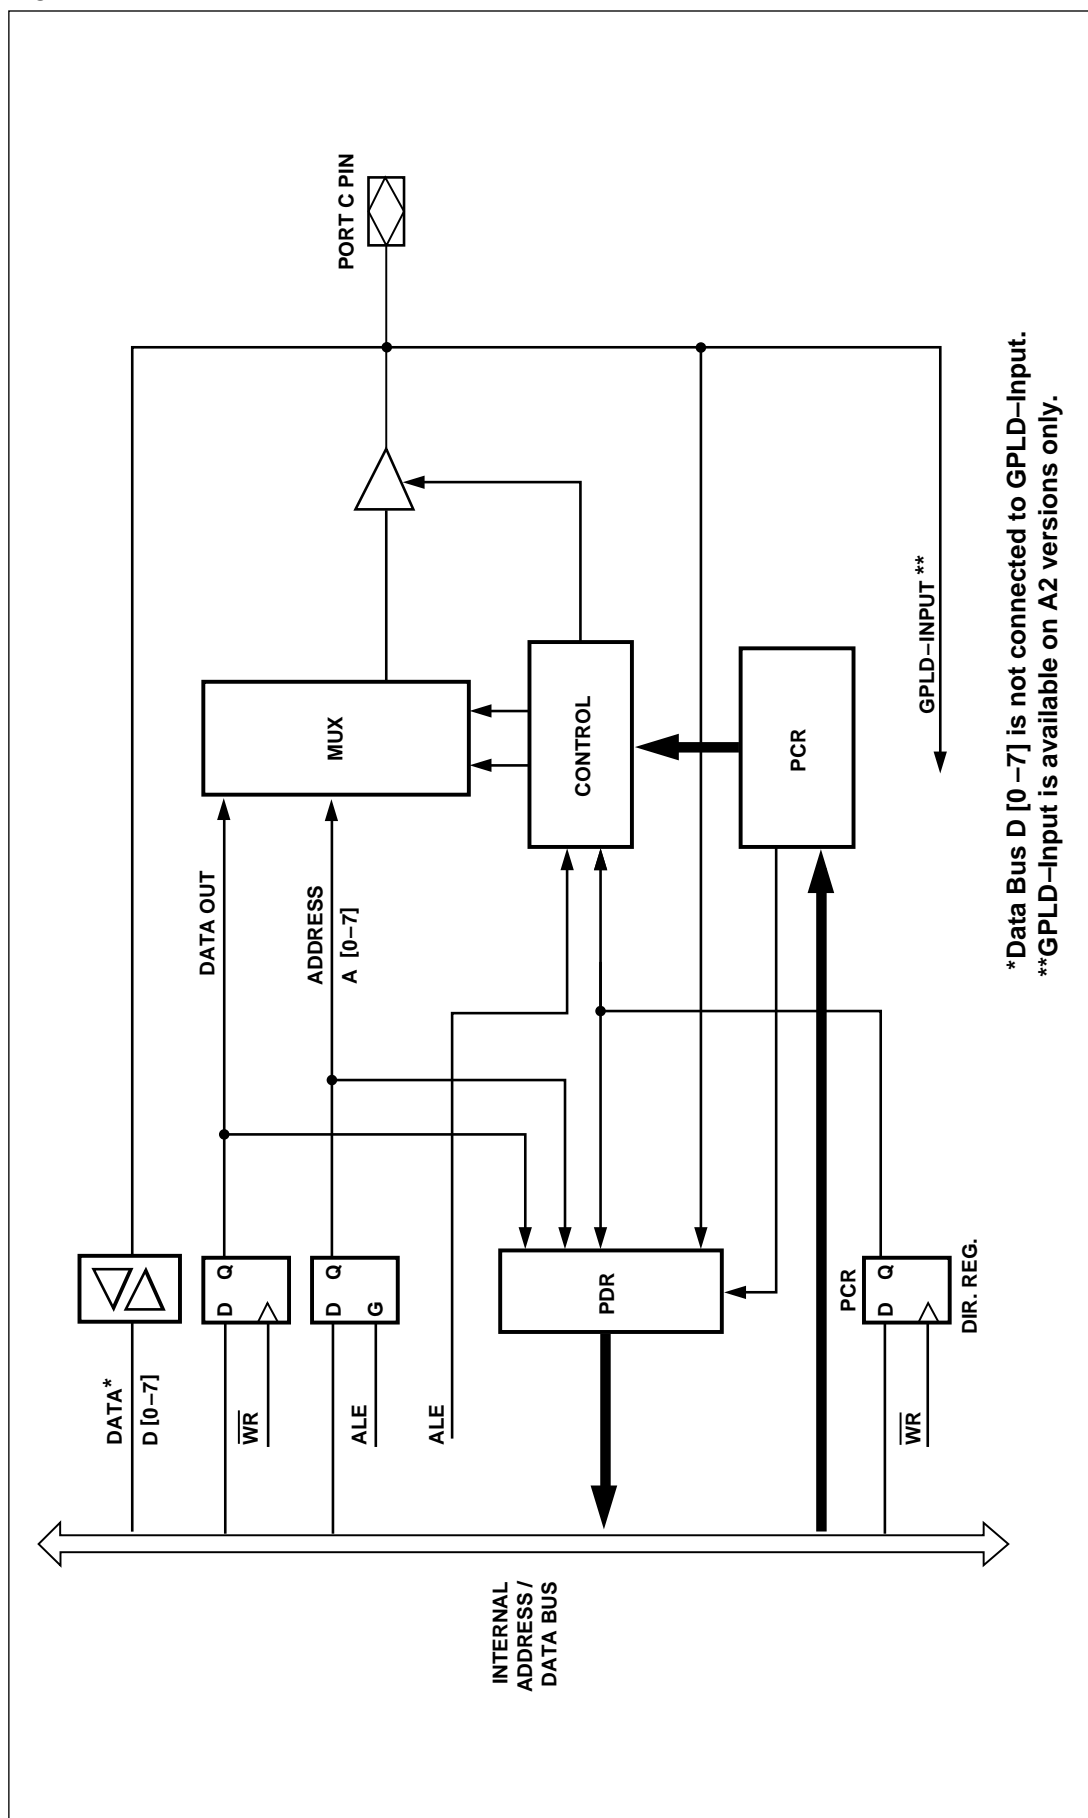 PORT C PIN
DATA OUT
ADDRESS
A [0–7]
MUX
CONTROL
PCR
GPLD–INPUT **
DATA*
D [0–7]
D Q
WR
D Q
G
ALE
ALE
PDR
PCR
D Q
WR
DIR. REG.
INTERNAL
ADDRESS /
DATA BUS
*Data Bus D [0–7] is not connected to GPLD–Input.
**GPLD–Input is available on A2 versions only.